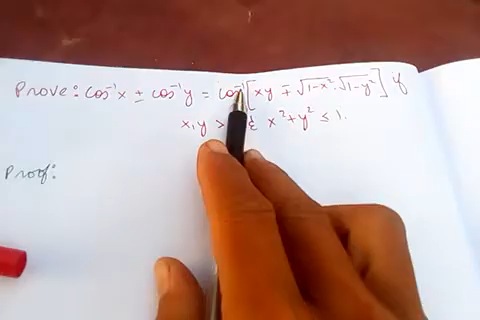 Prove: cos⁻¹x ± cos⁻¹y = cos⁻¹[xy ∓ √1-x² · √1-y²] if
x, y > & x² + y² ≤ 1.
Proof: